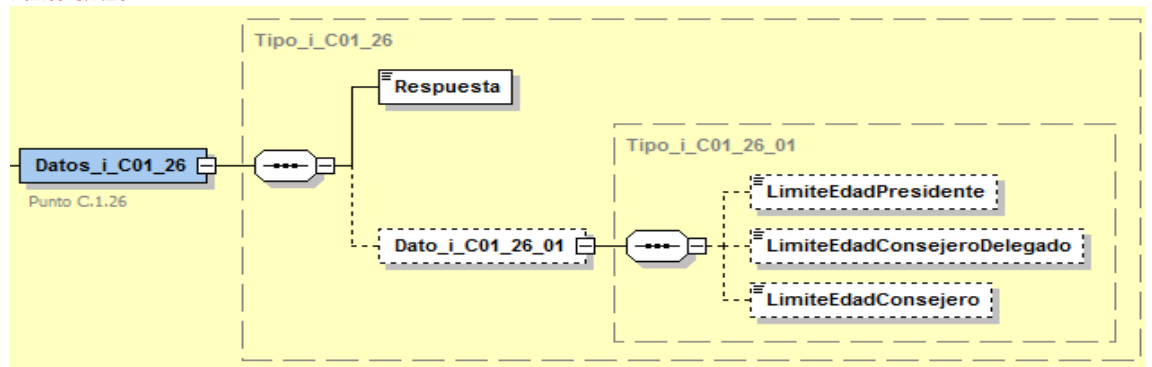 Tipo_i_C01_26
Respuesta
Tipo_i_C01_26_01
Datos_i_C01_26
Punto C.1.26
LimiteEdadPresidente
Dato_i_C01_26_01
LimiteEdadConsejeroDelegado
LimiteEdadConsejero